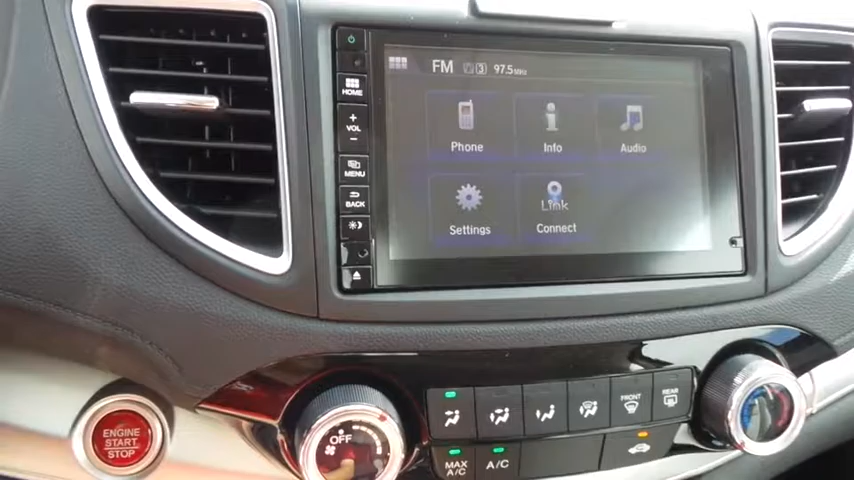 FM 3 97.5
HOME
+
VOL
-
MENU
BACK
Phone
Info
Audio
Settings
Link
Connect
ENGINE
START
STOP
OFF
FRONT
REAR
MAX
A/C
A/C